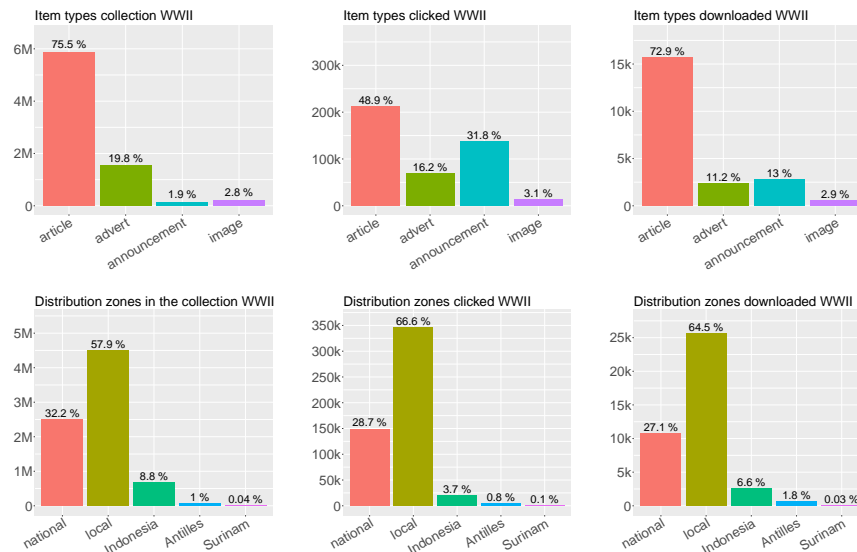 Item types collection WWII
6M
4M
2M
0
75.5 %
19.8 %
1.9 %
2.8 %
article
advert
announcement
image
Item types clicked WWII
300k
200k
100k
0
48.9 %
16.2 %
31.8 %
3.1 %
article
advert
announcement
image
Item types downloaded WWII
15k
10k
5k
0
72.9 %
11.2 %
13 %
2.9 %
article
advert
announcement
image
Distribution zones in the collection WWII
5M
4M
3M
2M
1M
0
32.2 %
57.9 %
8.8 %
1 %
0.04 %
national
local
Indonesia
Antilles
Surinam
Distribution zones clicked WWII
350k
300k
250k
200k
150k
100k
50k
0
28.7 %
66.6 %
3.7 %
0.8 %
0.1 %
national
local
Indonesia
Antilles
Surinam
Distribution zones downloaded WWII
25k
20k
10k
5k
0
27.1 %
64.5 %
6.6 %
1.8 %
0.03 %
national
local
Indonesia
Antilles
Surinam